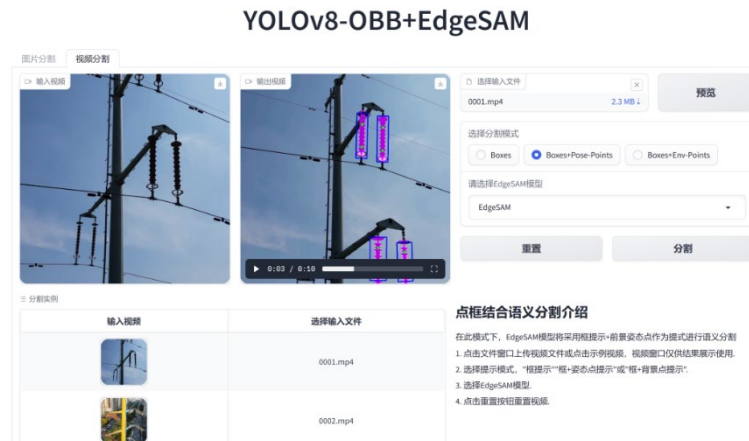 YOLOv8-OBB+EdgeSAM
图片分割 视频分割
输入视频
输出视频
选择输入文件
0001.mp4 2.3 MB↓
预览
选择分割模式
Boxes Boxes+Pose-Points Boxes+Env-Points
请选择EdgeSAM模型
EdgeSAM
重置 分割
0:03 / 0:10
分割实例
输入视频 选择输入文件
0001.mp4
0002.mp4
点框结合语义分割介绍
在此模式下，EdgeSAM模型将采用框提示+前景姿态点作为提式进行语义分割
1. 点击文件窗口上传视频文件或点击示例视频，视频窗口仅供结果展示使用.
2. 选择提示模式，"框提示""框+姿态点提示"或"框+背景点提示".
3. 选择EdgeSAM模型.
4. 点击重置按钮重置视频.